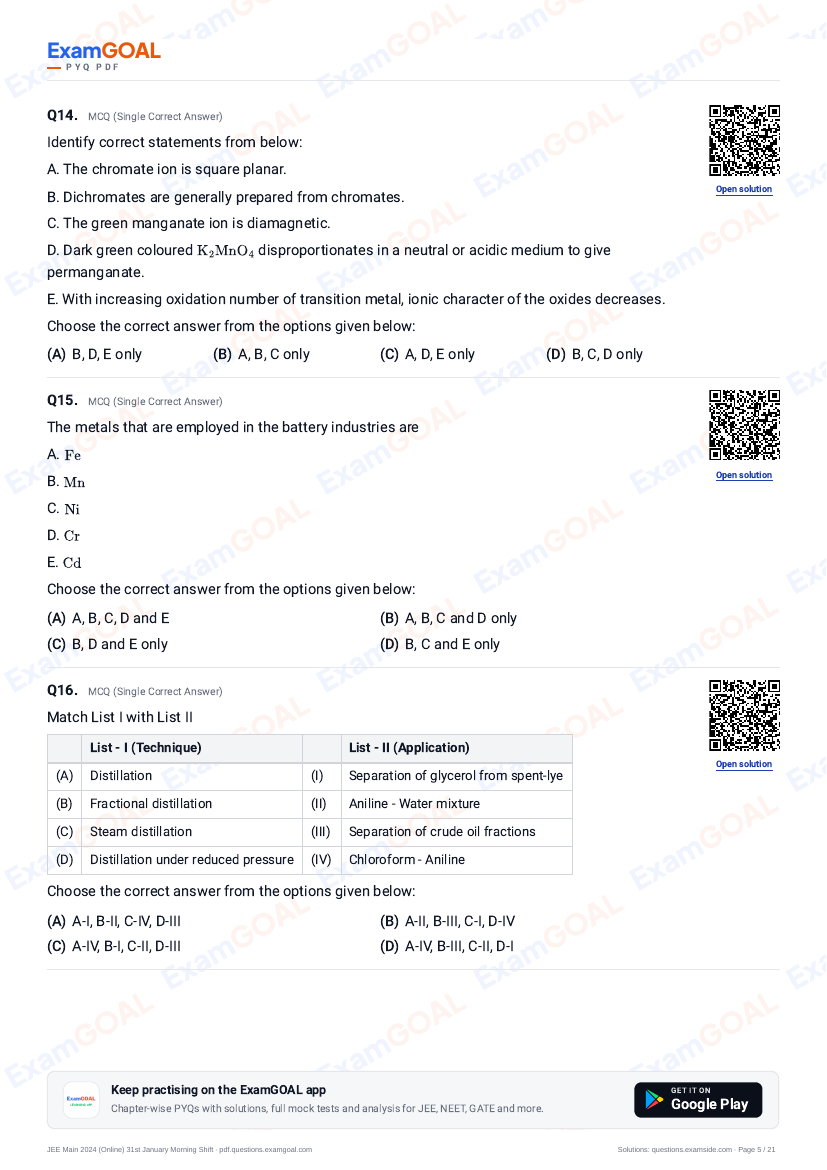 ExamGOAL
PYQ PDF
Q14. MCQ (Single Correct Answer)
Identify correct statements from below:
A. The chromate ion is square planar.
B. Dichromates are generally prepared from chromates.
C. The green manganate ion is diamagnetic.
D. Dark green coloured K₂MnO₄ disproportionates in a neutral or acidic medium to give
permanganate.
E. With increasing oxidation number of transition metal, ionic character of the oxides decreases.
Choose the correct answer from the options given below:
(A) B, D, E only (B) A, B, C only (C) A, D, E only (D) B, C, D only
Open solution
Q15. MCQ (Single Correct Answer)
The metals that are employed in the battery industries are
A. Fe
B. Mn
C. Ni
D. Cr
E. Cd
Choose the correct answer from the options given below:
(A) A, B, C, D and E (B) A, B, C and D only
(C) B, D and E only (D) B, C and E only
Open solution
Q16. MCQ (Single Correct Answer)
Match List I with List II
List - I (Technique) List - II (Application)
(A) Distillation (I) Separation of glycerol from spent-lye
(B) Fractional distillation (II) Aniline - Water mixture
(C) Steam distillation (III) Separation of crude oil fractions
(D) Distillation under reduced pressure (IV) Chloroform - Aniline
Choose the correct answer from the options given below:
(A) A-I, B-II, C-IV, D-III (B) A-II, B-III, C-I, D-IV
(C) A-IV, B-I, C-II, D-III (D) A-IV, B-III, C-II, D-I
Open solution
Keep practising on the ExamGOAL app
Chapter-wise PYQs with solutions, full mock tests and analysis for JEE, NEET, GATE and more.
GET IT ON
Google Play
JEE Main 2024 (Online) 31st January Morning Shift · pdf.questions.examgoal.com Solutions: questions.examside.com · Page 5 / 21